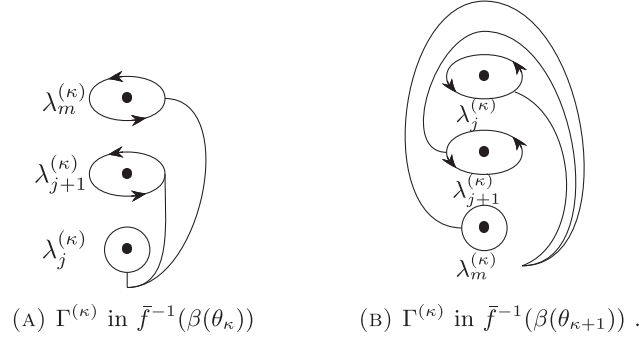 λ_m^{(κ)}
λ_{j+1}^{(κ)}
λ_j^{(κ)}
(A) Γ^{(κ)} in f̄^{-1}(β(θ_κ))
λ_j^{(κ)}
λ_{j+1}^{(κ)}
λ_m^{(κ)}
(B) Γ^{(κ)} in f̄^{-1}(β(θ_{κ+1})) .